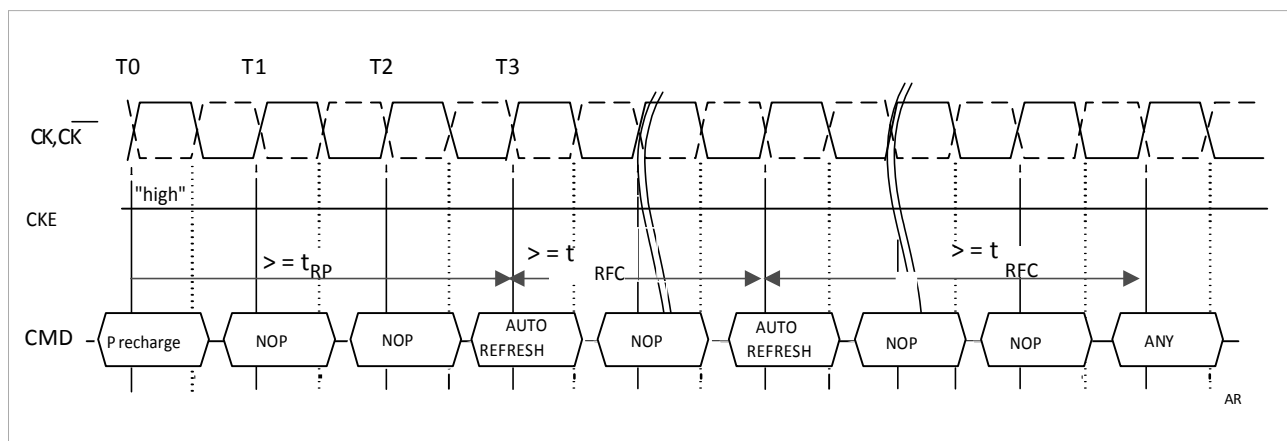 T0 T1 T2 T3
CK,CK
"high"
CKE
> = tRP > = t RFC > = t RFC
CMD Precharge NOP NOP AUTO REFRESH NOP AUTO REFRESH NOP NOP ANY
AR